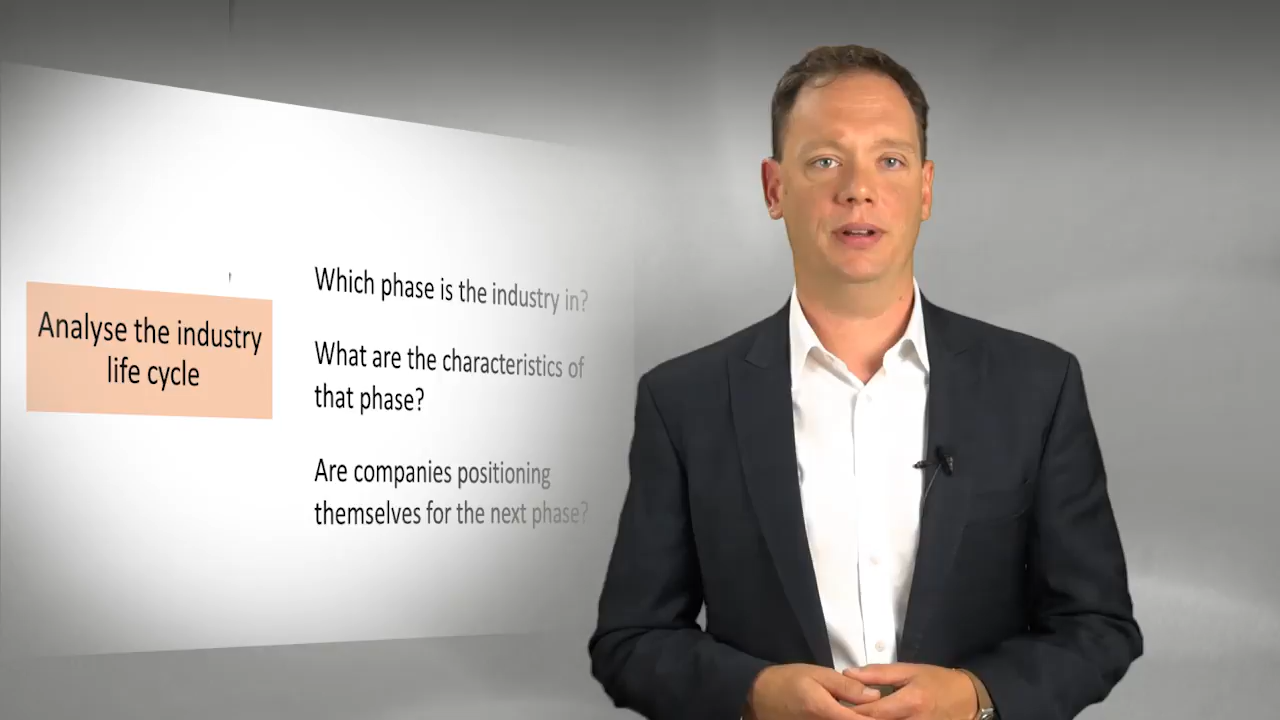 Analyse the industry
life cycle
Which phase is the industry in?
What are the characteristics of
that phase?
Are companies positioning
themselves for the next phase?